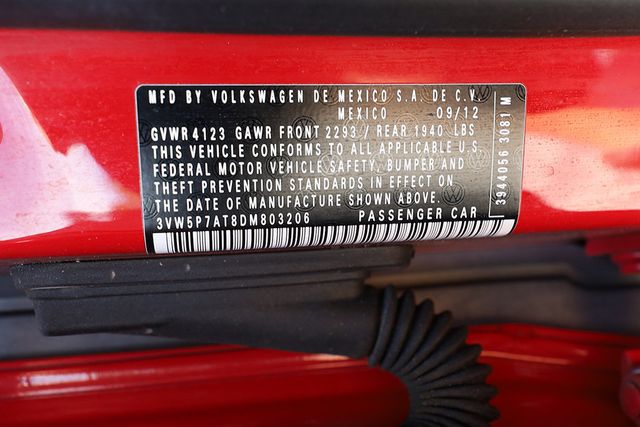 MFD BY VOLKSWAGEN DE MEXICO S.A. DE C.V.
MEXICO 09/12
GVWR 4123 GAWR FRONT 2293 / REAR 1940 LBS
THIS VEHICLE CONFORMS TO ALL APPLICABLE U.S.
FEDERAL MOTOR VEHICLE SAFETY, BUMPER AND
THEFT PREVENTION STANDARDS IN EFFECT ON
THE DATE OF MANUFACTURE SHOWN ABOVE.
3VW5P7AT8DM803206 PASSENGER CAR
3944056 3081 M